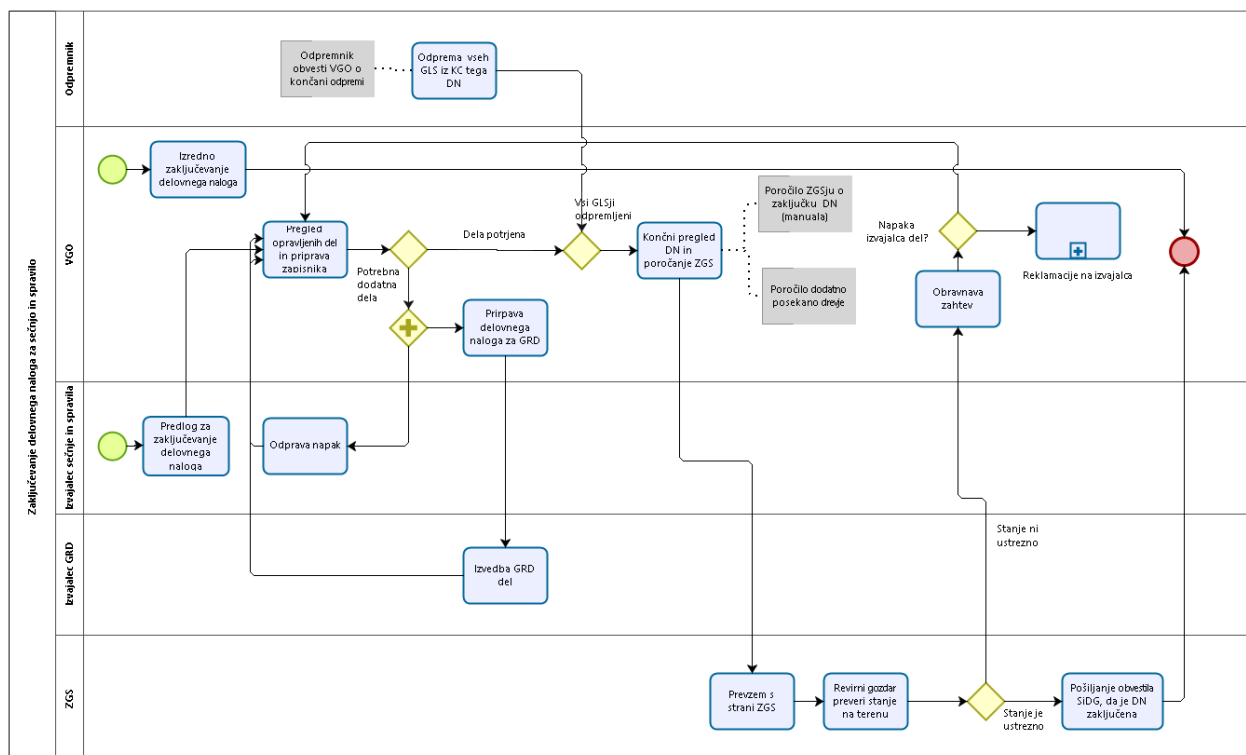 Zaključevanje delovnega naloga za sečnjo in spravilo
Odpremnik
Odpremnik
obvesti VGO o
končani odpremi
Odprema vseh
GLS iz KC tega
DN
VGO
Izredno
zaključevanje
delovnega naloga
Pregled
opravljenih del
in priprava
zapisnika
Dela potrjena
Potrebna
dodatna
dela
Vsi GLSji
odpremljeni
Končni pregled
DN in
poročanje ZGS
Poročilo ZGSju o
zaključku DN
(manuala)
Poročilo dodatno
posekano drevje
Napaka
izvajalca del?
Reklamacije na izvajalca
Obravnava
zahtev
Prirpava
delovnega
naloga za GRD
Izvajalec sečnje in spravila
Predlog za
zaključevanje
delovnega
naloga
Odprava napak
Izvajalec GRD
Izvedba GRD
del
Stanje ni
ustrezno
ZGS
Prevzem s
strani ZGS
Revirni gozdar
preveri stanje
na terenu
Stanje je
ustrezno
Pošiljanje obvestila
SiDG, da je DN
zaključena